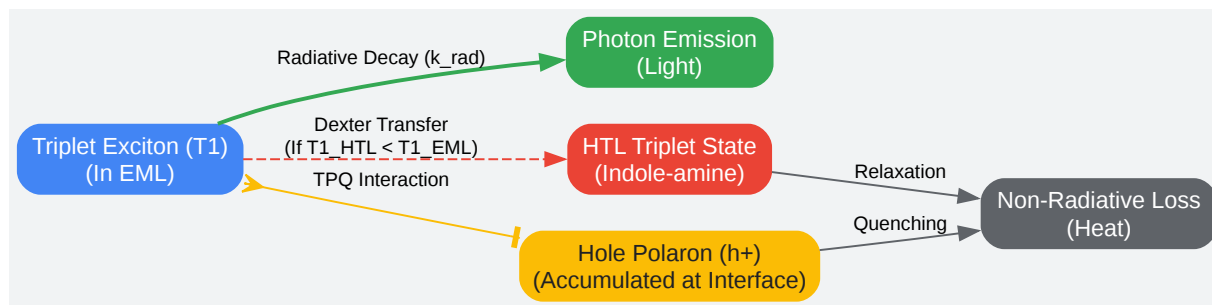 Photon Emission
(Light)
Radiative Decay (k_rad)
Triplet Exciton (T1)
(In EML)
Dexter Transfer
(If T1_HTL < T1_EML)
HTL Triplet State
(Indole-amine)
TPQ Interaction
Relaxation
Non-Radiative Loss
(Heat)
Quenching
Hole Polaron (h+)
(Accumulated at Interface)